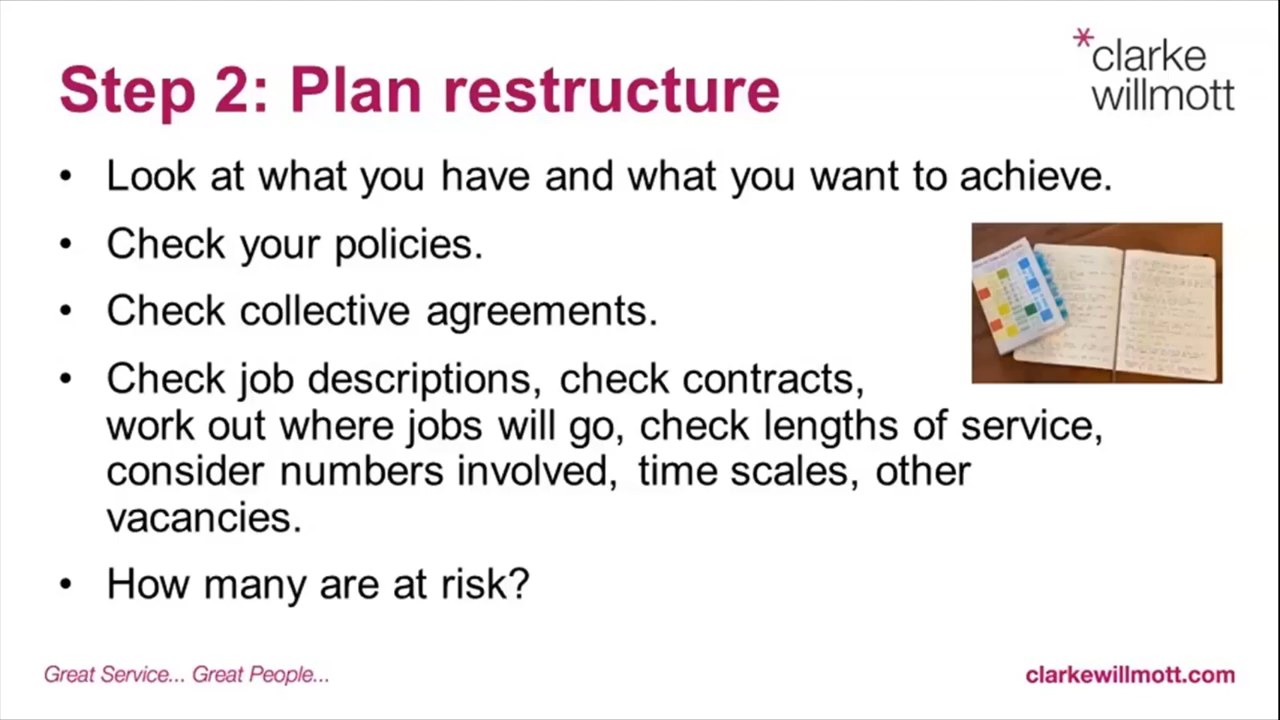 *clarke
willmott
Step 2: Plan restructure
• Look at what you have and what you want to achieve.
• Check your policies.
• Check collective agreements.
• Check job descriptions, check contracts,
work out where jobs will go, check lengths of service,
consider numbers involved, time scales, other
vacancies.
• How many are at risk?
Great Service... Great People...
clarkewillmott.com